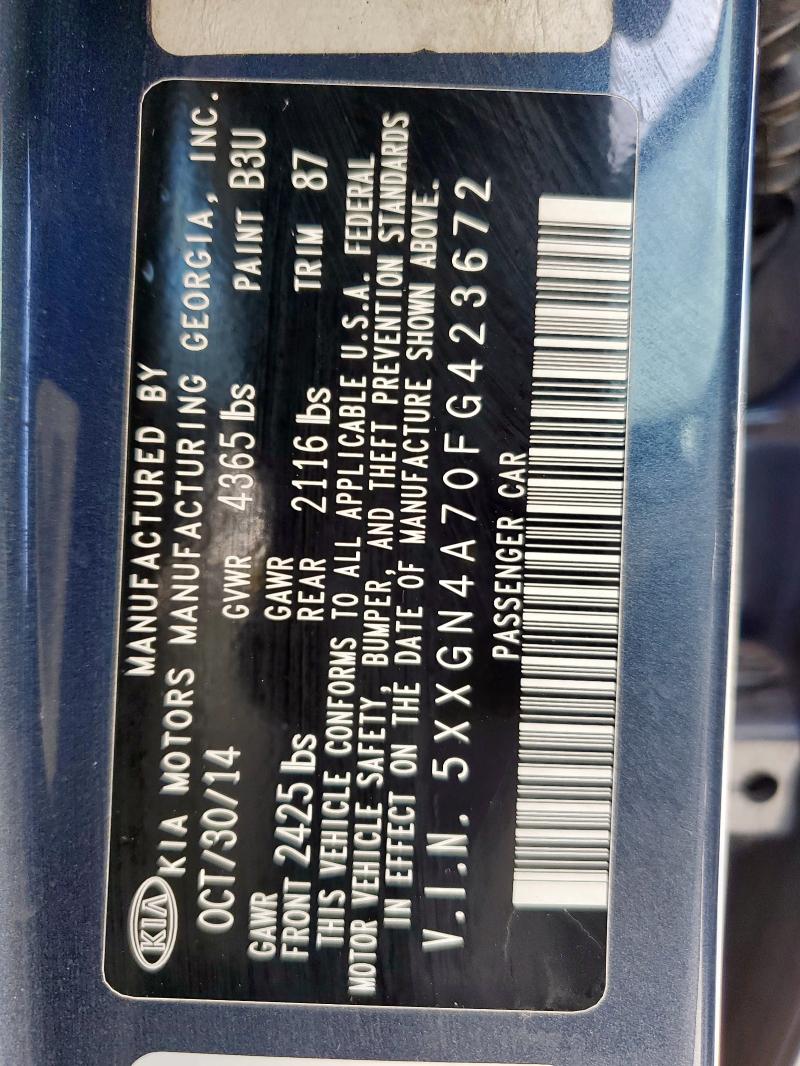 MANUFACTURED BY
KIA KIA MOTORS MANUFACTURING GEORGIA, INC.
OCT/30/14 GVWR 4365 lbs PAINT B3U
GAWR GAWR
FRONT 2425 lbs REAR 2116 lbs TRIM 87
THIS VEHICLE CONFORMS TO ALL APPLICABLE U.S.A. FEDERAL
MOTOR VEHICLE SAFETY, BUMPER, AND THEFT PREVENTION STANDARDS
IN EFFECT ON THE DATE OF MANUFACTURE SHOWN ABOVE.
V.I.N. 5XXGN4A70FG423672
PASSENGER CAR